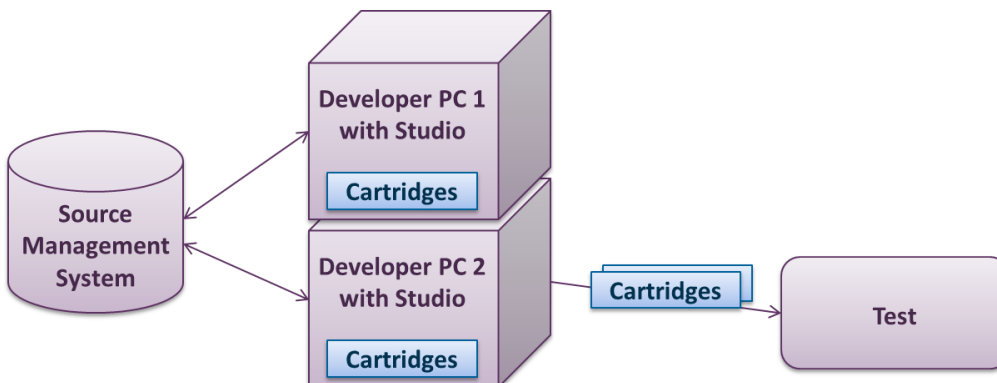 Source
Management
System
Developer PC 1
with Studio
Cartridges
Developer PC 2
with Studio
Cartridges
Cartridges
Test